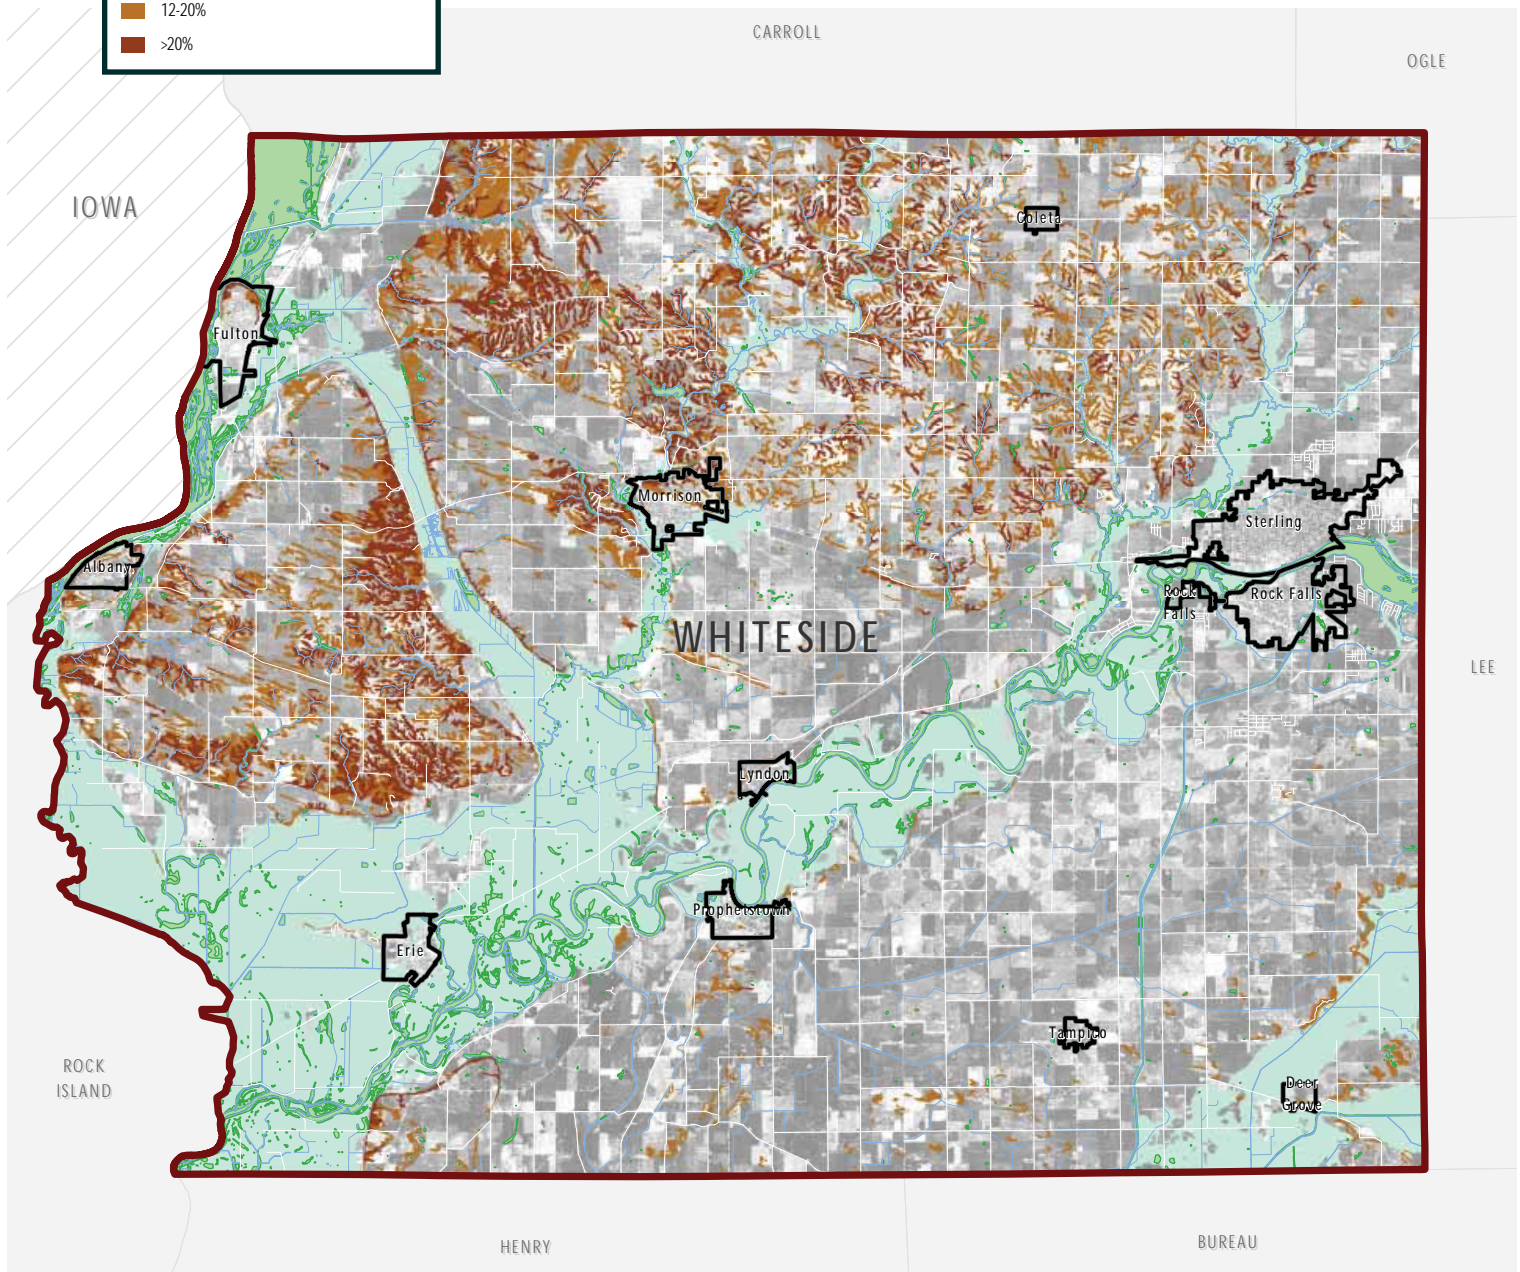 12-20%
>20%
CARROLL
OGLE
IOWA
Coleta
Fulton
Morrison
Sterling
Albany
Rock
Falls
Rock Falls
WHITESIDE
LEE
Lyndon
Prophetstown
Erie
Tampico
ROCK
ISLAND
Deer
Grove
HENRY
BUREAU